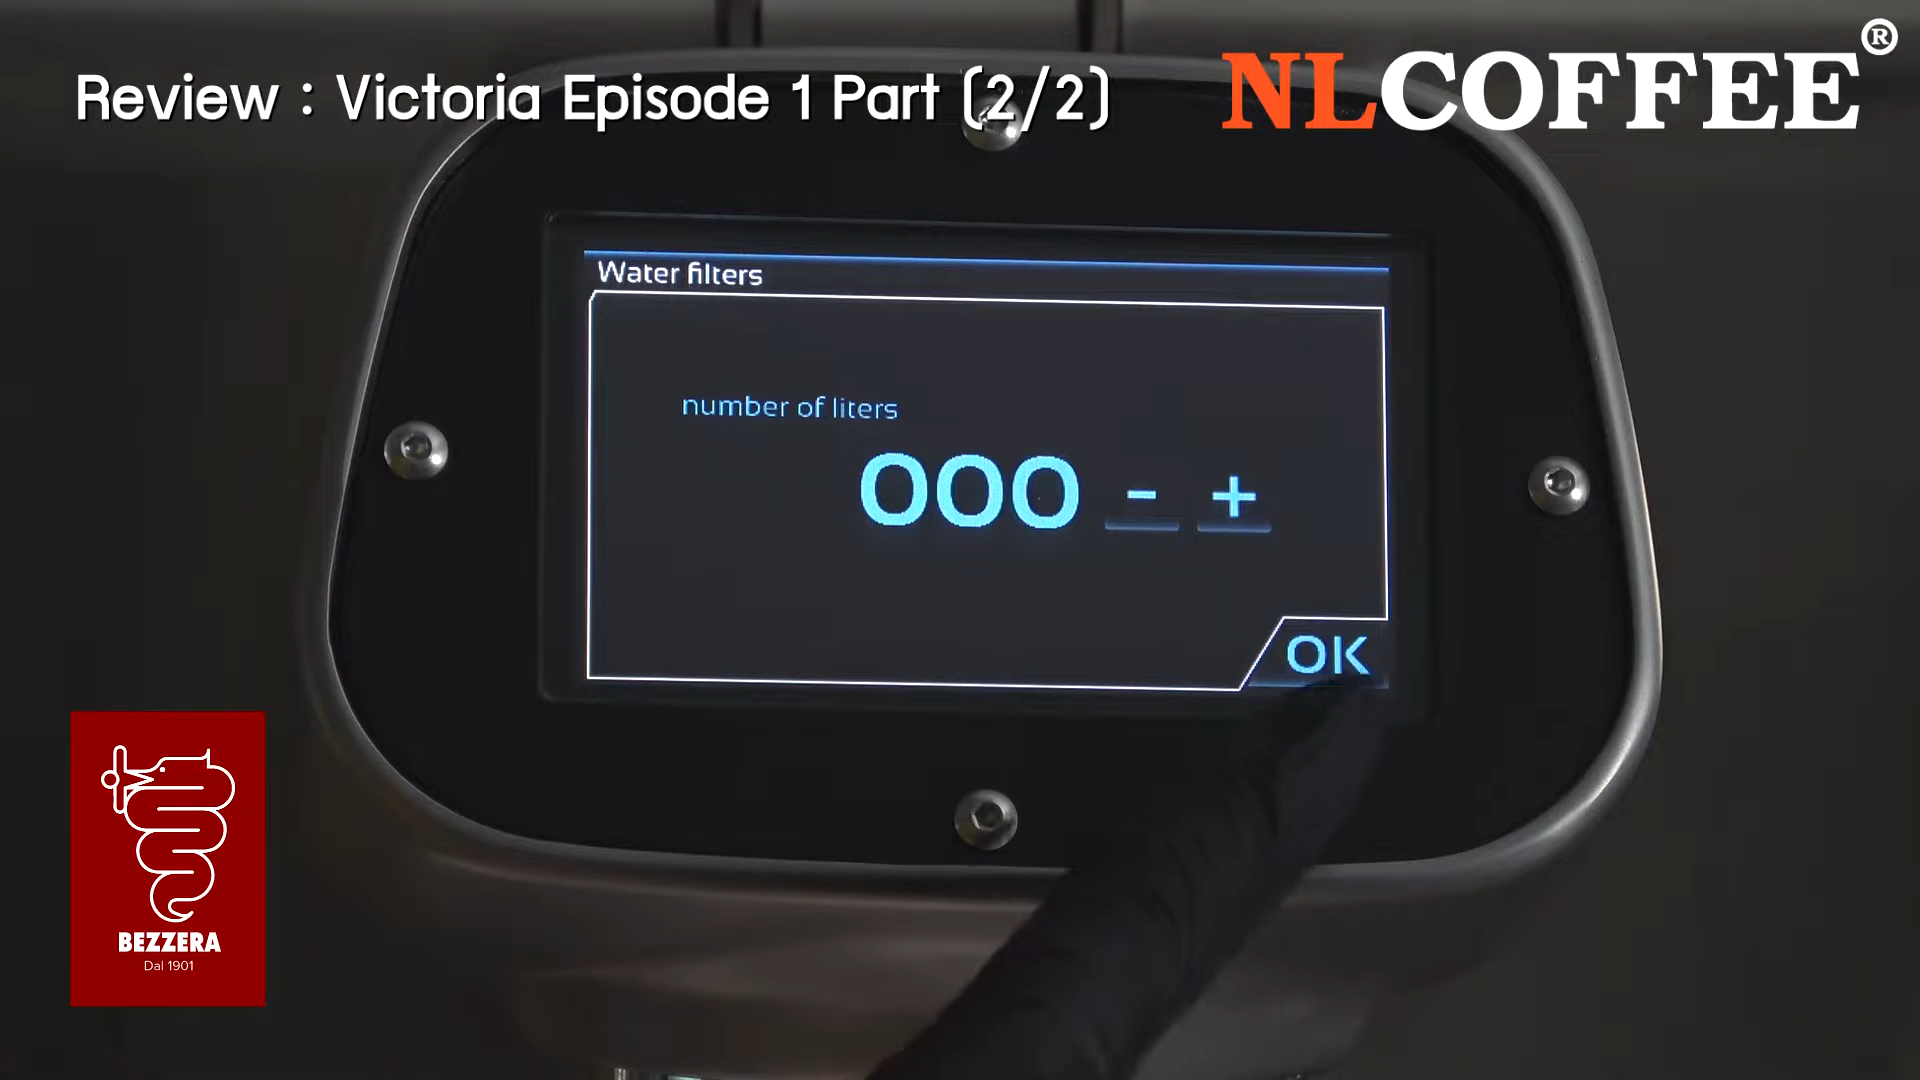 Review : Victoria Episode 1 Part (2/2)
NLCOFFEE®
Water filters
number of liters
000 - +
OK
BEZZERA
Dal 1901